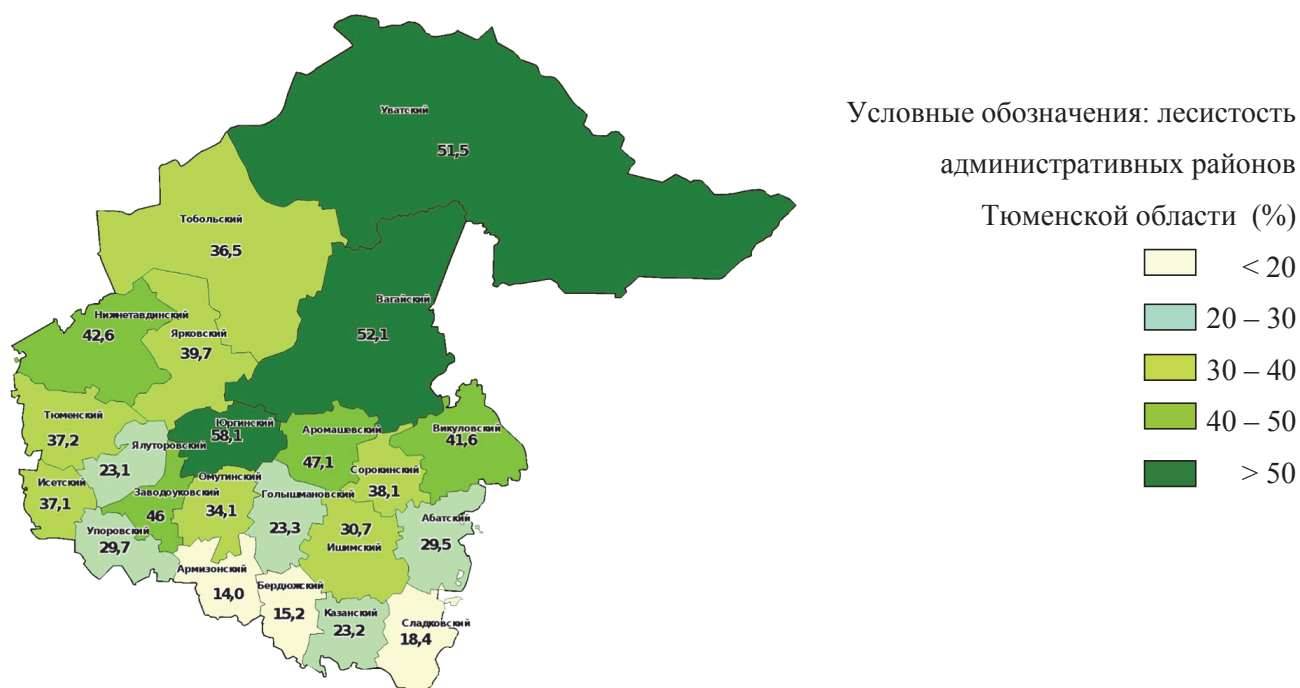 Уватский
51,5
Условные обозначения: лесистость
административных районов
Тюменской области (%)
< 20
20 – 30
30 – 40
40 – 50
> 50
Тобольский
36,5
Вагайский
52,1
Нижнетавдинский
42,6
Ярковский
39,7
Тюменский
37,2
Ялуторовский
23,1
Юргинский
58,1
Аромашевский
47,1
Викуловский
41,6
Сорокинский
38,1
Исетский
37,1
Заводоуковский
46
Омутинский
34,1
Голышмановский
23,3
30,7
Ишимский
Абатский
29,5
Упоровский
29,7
Армизонский
14,0
Бердюжский
15,2
Казанский
23,2
Сладковский
18,4